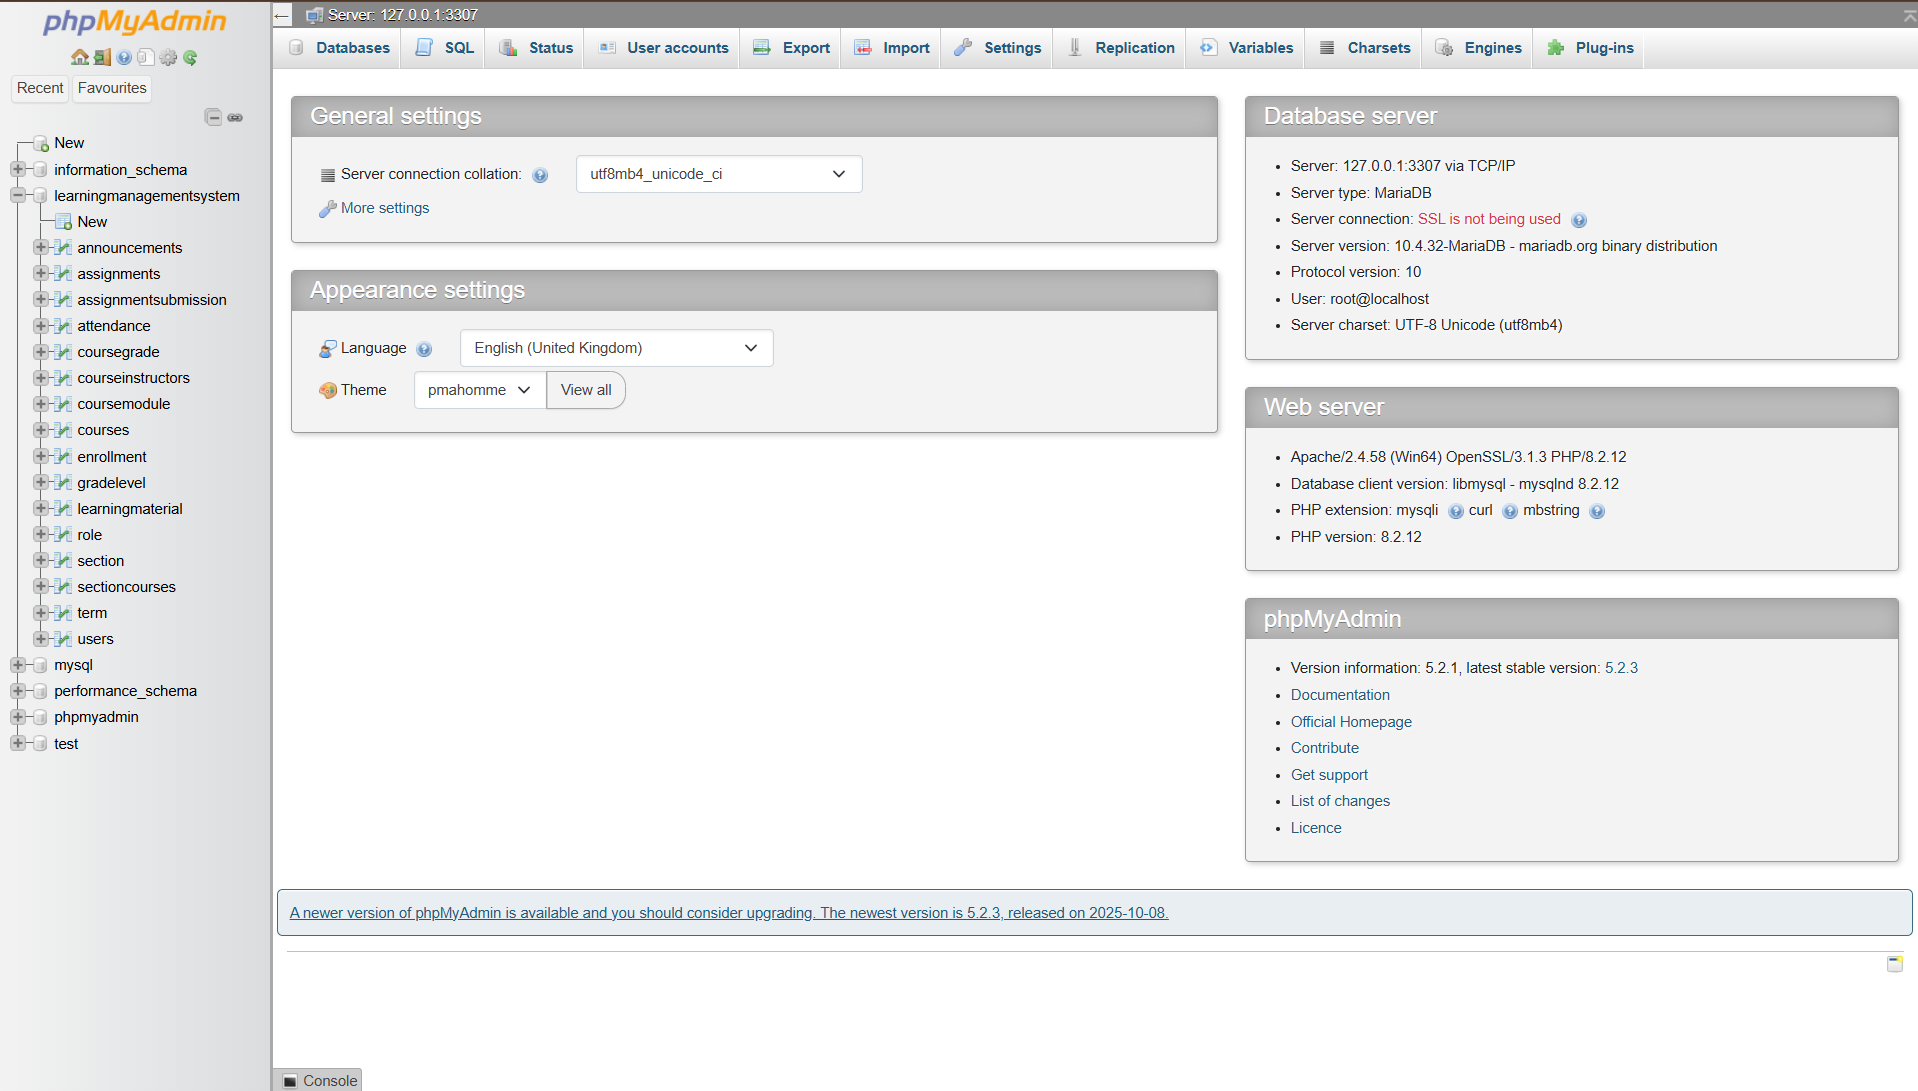 phpMyAdmin
Recent
Favourites
New
information_schema
learningmanagementsystem
New
announcements
assignments
assignmentsubmission
attendance
coursegrade
courseinstructors
coursemodule
courses
enrollment
gradelevel
learningmaterial
role
section
sectioncourses
term
users
mysql
performance_schema
phpmyadmin
test
Server: 127.0.0.1:3307
Databases
SQL
Status
User accounts
Export
Import
Settings
Replication
Variables
Charsets
Engines
Plug-ins
General settings
Server connection collation:
utf8mb4_unicode_ci
More settings
Appearance settings
Language
English (United Kingdom)
Theme
pmahomme
View all
Database server
Server: 127.0.0.1:3307 via TCP/IP
Server type: MariaDB
Server connection: SSL is not being used
Server version: 10.4.32-MariaDB - mariadb.org binary distribution
Protocol version: 10
User: root@localhost
Server charset: UTF-8 Unicode (utf8mb4)
Web server
Apache/2.4.58 (Win64) OpenSSL/3.1.3 PHP/8.2.12
Database client version: libmysql - mysqlnd 8.2.12
PHP extension: mysqli curl mbstring
PHP version: 8.2.12
phpMyAdmin
Version information: 5.2.1, latest stable version: 5.2.3
Documentation
Official Homepage
Contribute
Get support
List of changes
Licence
A newer version of phpMyAdmin is available and you should consider upgrading. The newest version is 5.2.3, released on 2025-10-08.
Console